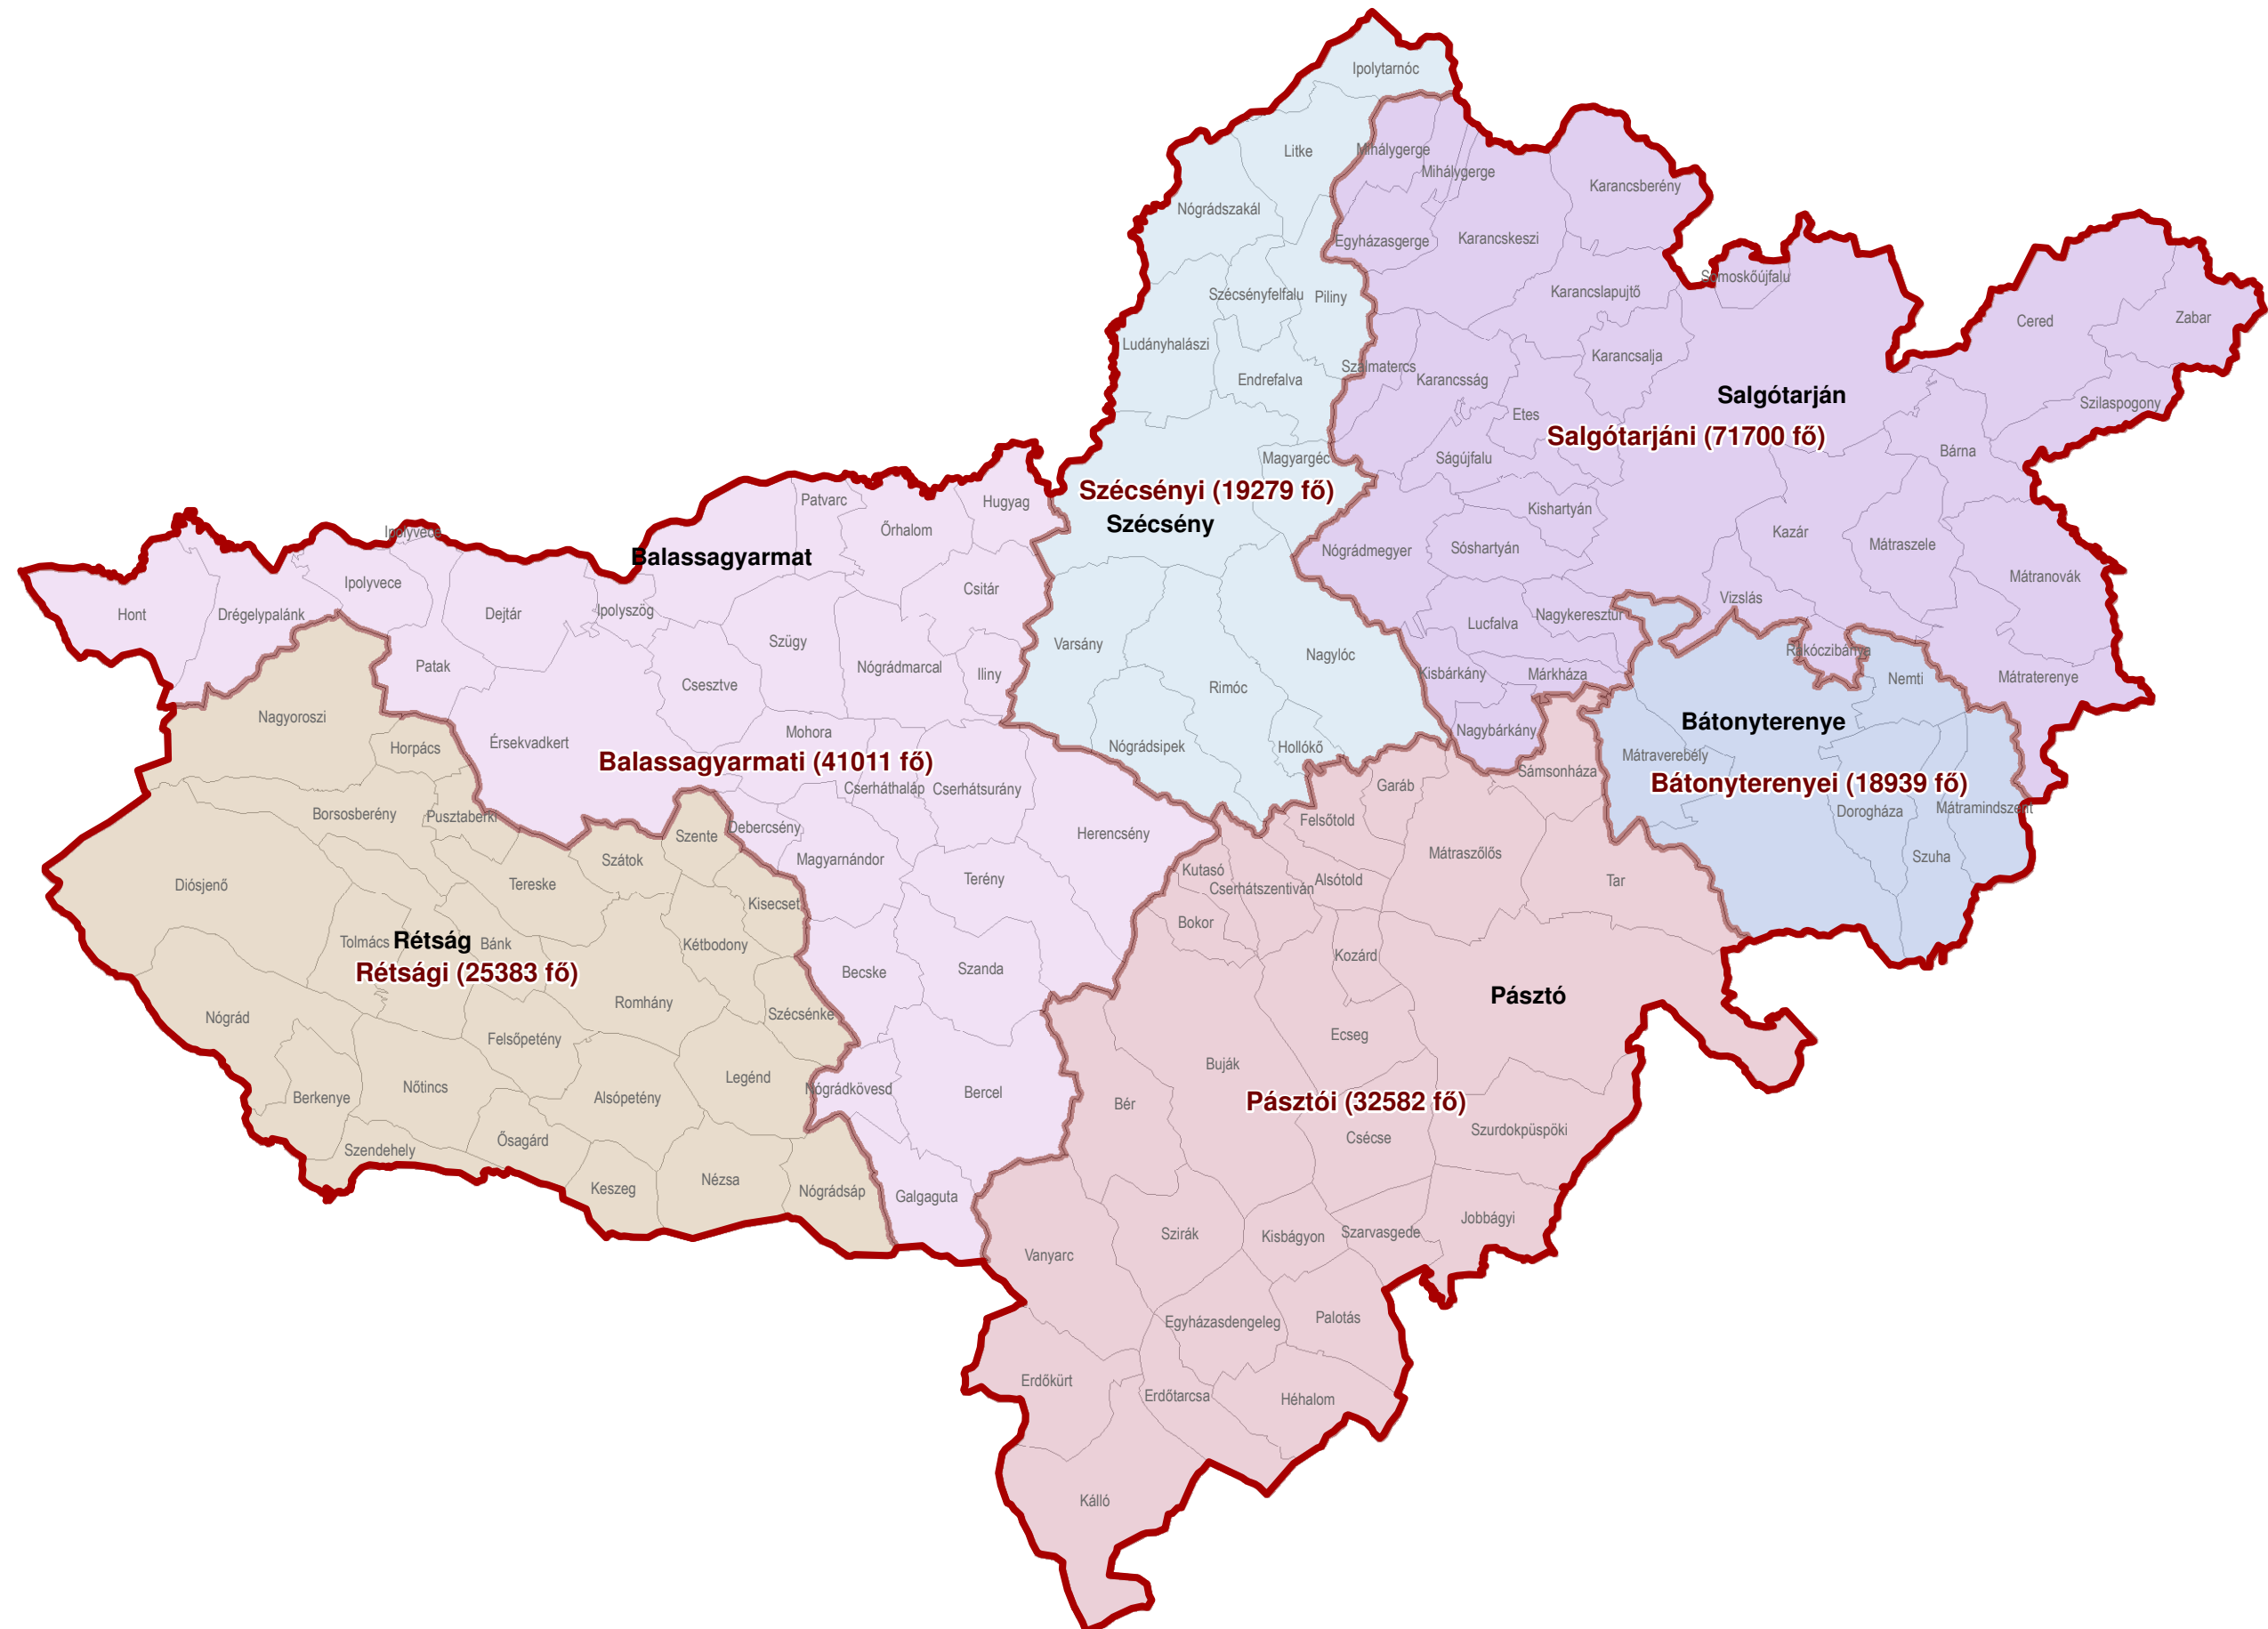 Ipolytarnóc
Litke
Mihálygerge
Mihálygerge
Karancsberény
Nógrádszakál
Egyházasgerge
Karancskeszi
Somoskőújfalu
Szécsényfelfalu
Piliny
Karancslapujtő
Cered
Zabar
Ludányhalászi
Karancsalja
Szalmatercs
Endrefalva
Karancsság
Salgótarján
Szilaspogony
Etes
Salgótarjáni (71700 fő)
Bárna
Magyargéc
Ságújfalu
Szécsényi (19279 fő)
Patvarc
Hugyag
Kishartyán
Szécsény
Őrhalom
Ipolyvece
Kazár
Mátraszele
Balassagyarmat
Nógrádmegyer
Sóshartyán
Ipolyvece
Mátranovák
Csitár
Vizslás
Hont
Drégelypalánk
Dejtár
Ipolyszög
Nagykeresztúr
Lucfalva
Szügy
Varsány
Rákóczibánya
Nagylóc
Patak
Nógrádmarcal
Iliny
Kisbárkány
Márkháza
Nemti
Mátraterenye
Csesztve
Rimóc
Nagyoroszi
Bátonyterenye
Mohora
Nagybárkány
Érsekvadkert
Horpács
Nógrádsipek
Hollókő
Mátraverebély
Balassagyarmati (41011 fő)
Sámsonháza
Bátonyterenyei (18939 fő)
Garáb
Cserháthaláp
Cserhátsurány
Mátramindszent
Dorogháza
Borsosberény
Pusztaberki
Felsőtold
Debercsény
Herencsény
Szente
Mátraszőlős
Szuha
Szátok
Magyarnándor
Kutasó
Terény
Alsótold
Tar
Diósjenő
Tereske
Cserhátszentiván
Kisecset
Bokor
Tolmács
Rétság
Bánk
Kétbodony
Kozárd
Szanda
Becske
Rétsági (25383 fő)
Pásztó
Romhány
Szécsénke
Nógrád
Ecseg
Felsőpetény
Buják
Legénd
Nőtincs
Nógrádkövesd
Bercel
Berkenye
Alsópetény
Bér
Pásztói (32582 fő)
Szurdokpüspöki
Csécse
Ősagárd
Szendehely
Nézsa
Keszeg
Nógrádsáp
Galgaguta
Jobbágyi
Szirák
Kisbágyon
Szarvasgede
Vanyarc
Palotás
Egyházasdengeleg
Erdőkürt
Erdőtarcsa
Héhalom
Kálló